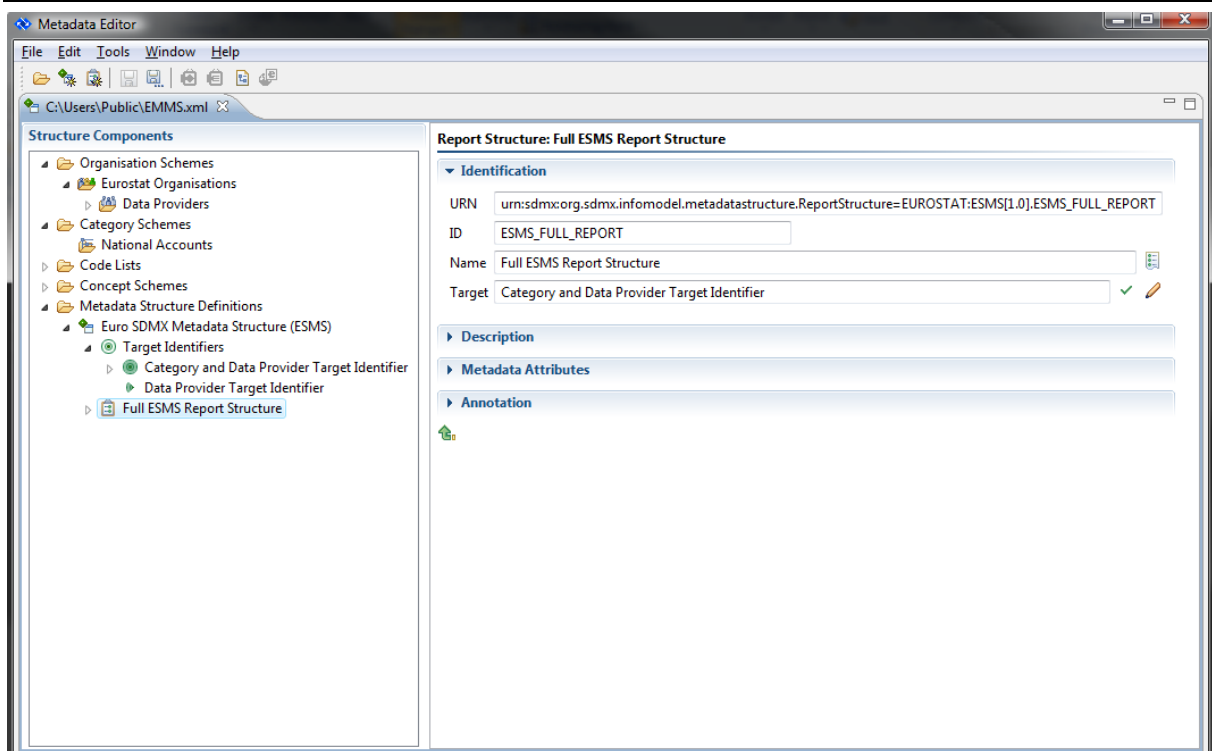 Metadata Editor
File Edit Tools Window Help
C:\Users\Public\EMMS.xml
Structure Components
Organisation Schemes
Eurostat Organisations
Data Providers
Category Schemes
National Accounts
Code Lists
Concept Schemes
Metadata Structure Definitions
Euro SDMX Metadata Structure (ESMS)
Target Identifiers
Category and Data Provider Target Identifier
Data Provider Target Identifier
Full ESMS Report Structure
Report Structure: Full ESMS Report Structure
Identification
URN urn:sdmx:org.sdmx.infomodel.metadatastructure.ReportStructure=EUROSTAT:ESMS[1.0].ESMS_FULL_REPORT
ID ESMS_FULL_REPORT
Name Full ESMS Report Structure
Target Category and Data Provider Target Identifier
Description
Metadata Attributes
Annotation